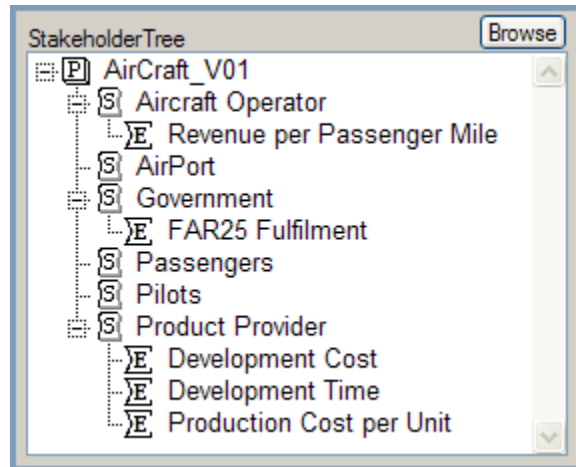 StakeholderTree
Browse
P AirCraft_V01
S Aircraft Operator
E Revenue per Passenger Mile
S AirPort
S Government
E FAR25 Fulfilment
S Passengers
S Pilots
S Product Provider
E Development Cost
E Development Time
E Production Cost per Unit